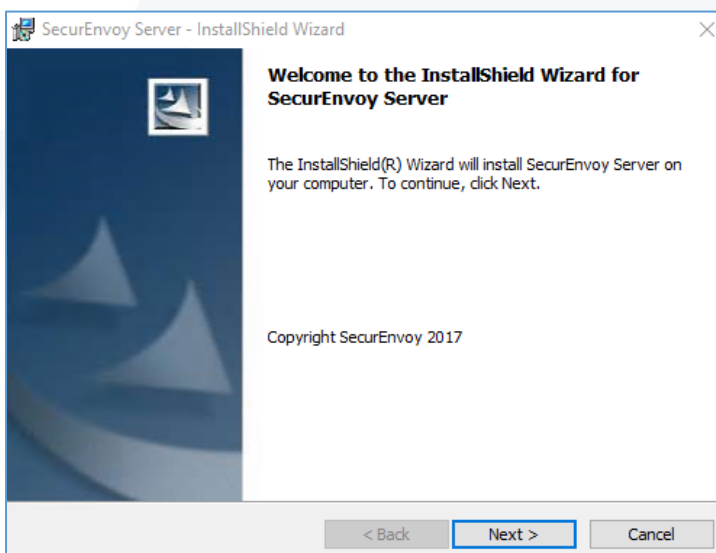 SecurEnvoy Server - InstallShield Wizard
Welcome to the InstallShield Wizard for
SecurEnvoy Server
The InstallShield(R) Wizard will install SecurEnvoy Server on
your computer. To continue, click Next.
Copyright SecurEnvoy 2017
< Back
Next >
Cancel